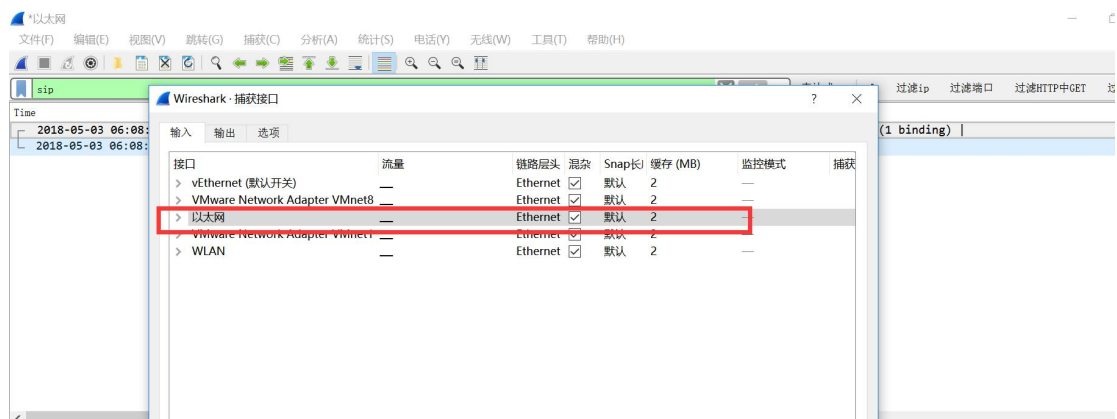 *以太网
文件(F) 编辑(E) 视图(V) 跳转(G) 捕获(C) 分析(A) 统计(S) 电话(Y) 无线(W) 工具(T) 帮助(H)
sip
过滤ip 过滤端口 过滤HTTP中GET
Wireshark · 捕获接口 ?
Time
2018-05-03 06:08: (1 binding) |
2018-05-03 06:08:
输入 输出 选项
接口 流量 链路层头 混杂 Snap长 缓存 (MB) 监控模式 捕获
vEthernet (默认开关) Ethernet 默认 2 —
VMware Network Adapter VMnet8 Ethernet 默认 2 —
以太网 Ethernet 默认 2 —
VMware Network Adapter VMnet1 Ethernet 默认 2 —
WLAN Ethernet 默认 2 —